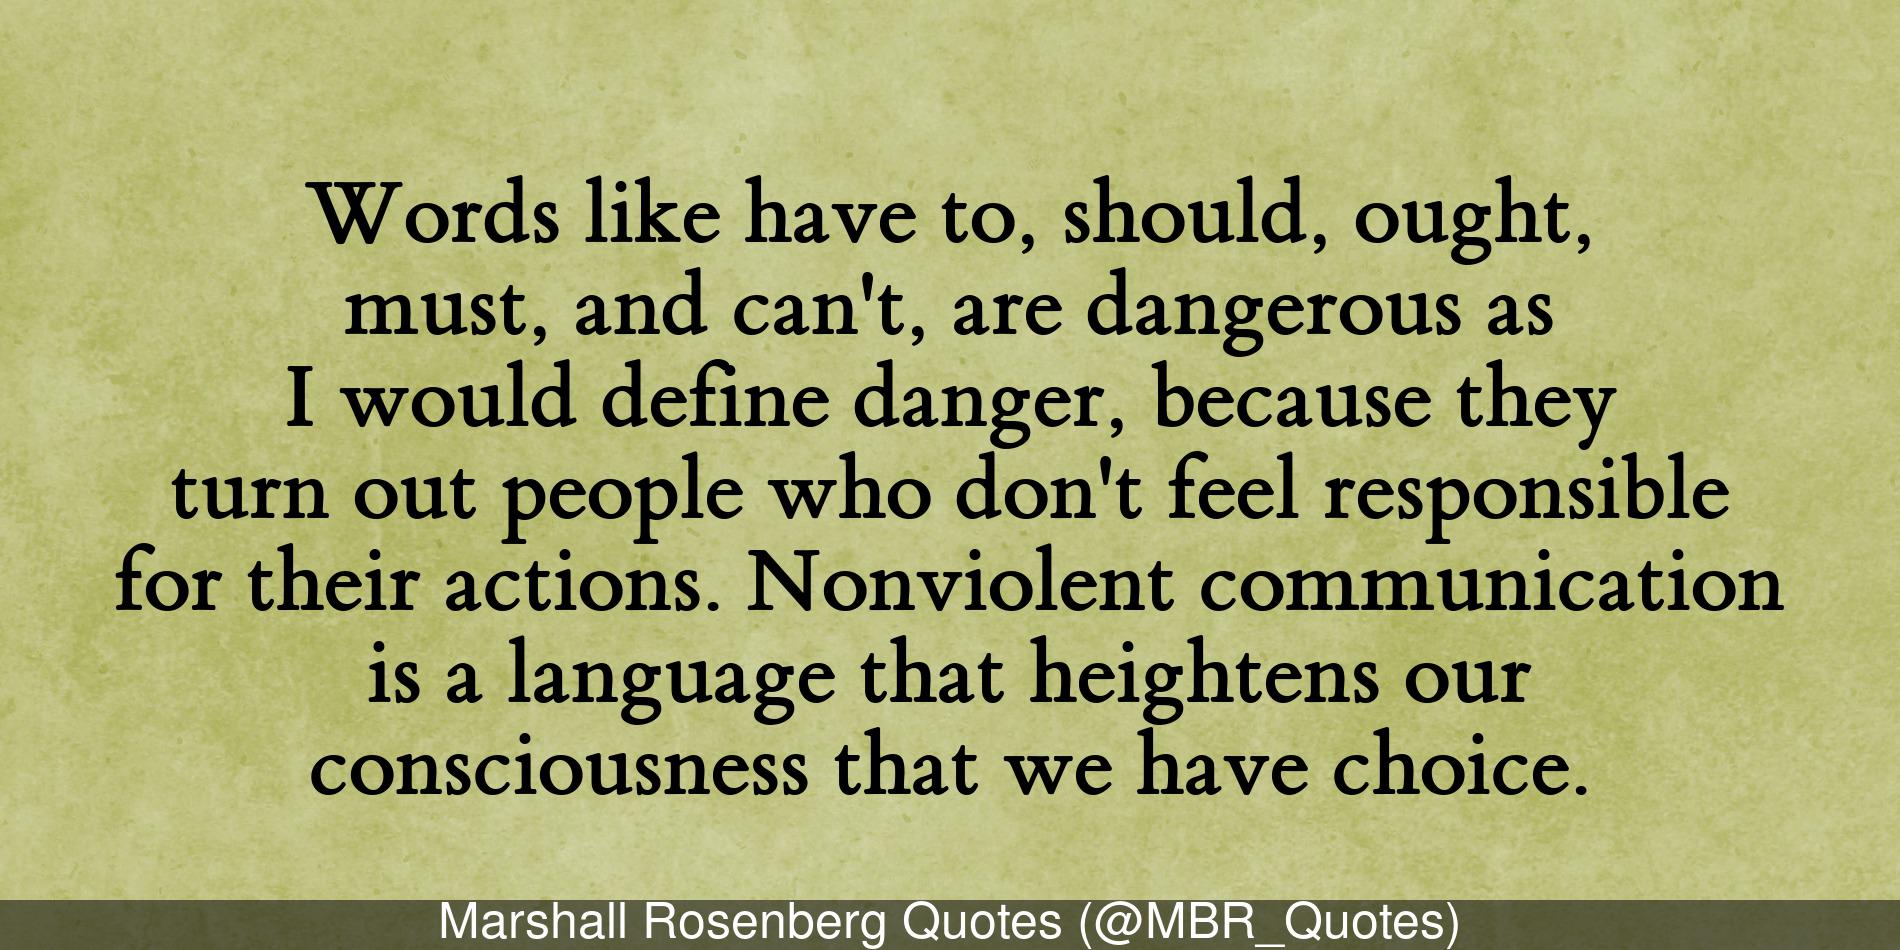 Words like have to, should, ought,
must, and can't, are dangerous as
I would define danger, because they
turn out people who don't feel responsible
for their actions. Nonviolent communication
is a language that heightens our
consciousness that we have choice.
Marshall Rosenberg Quotes (@MBR_Quotes)